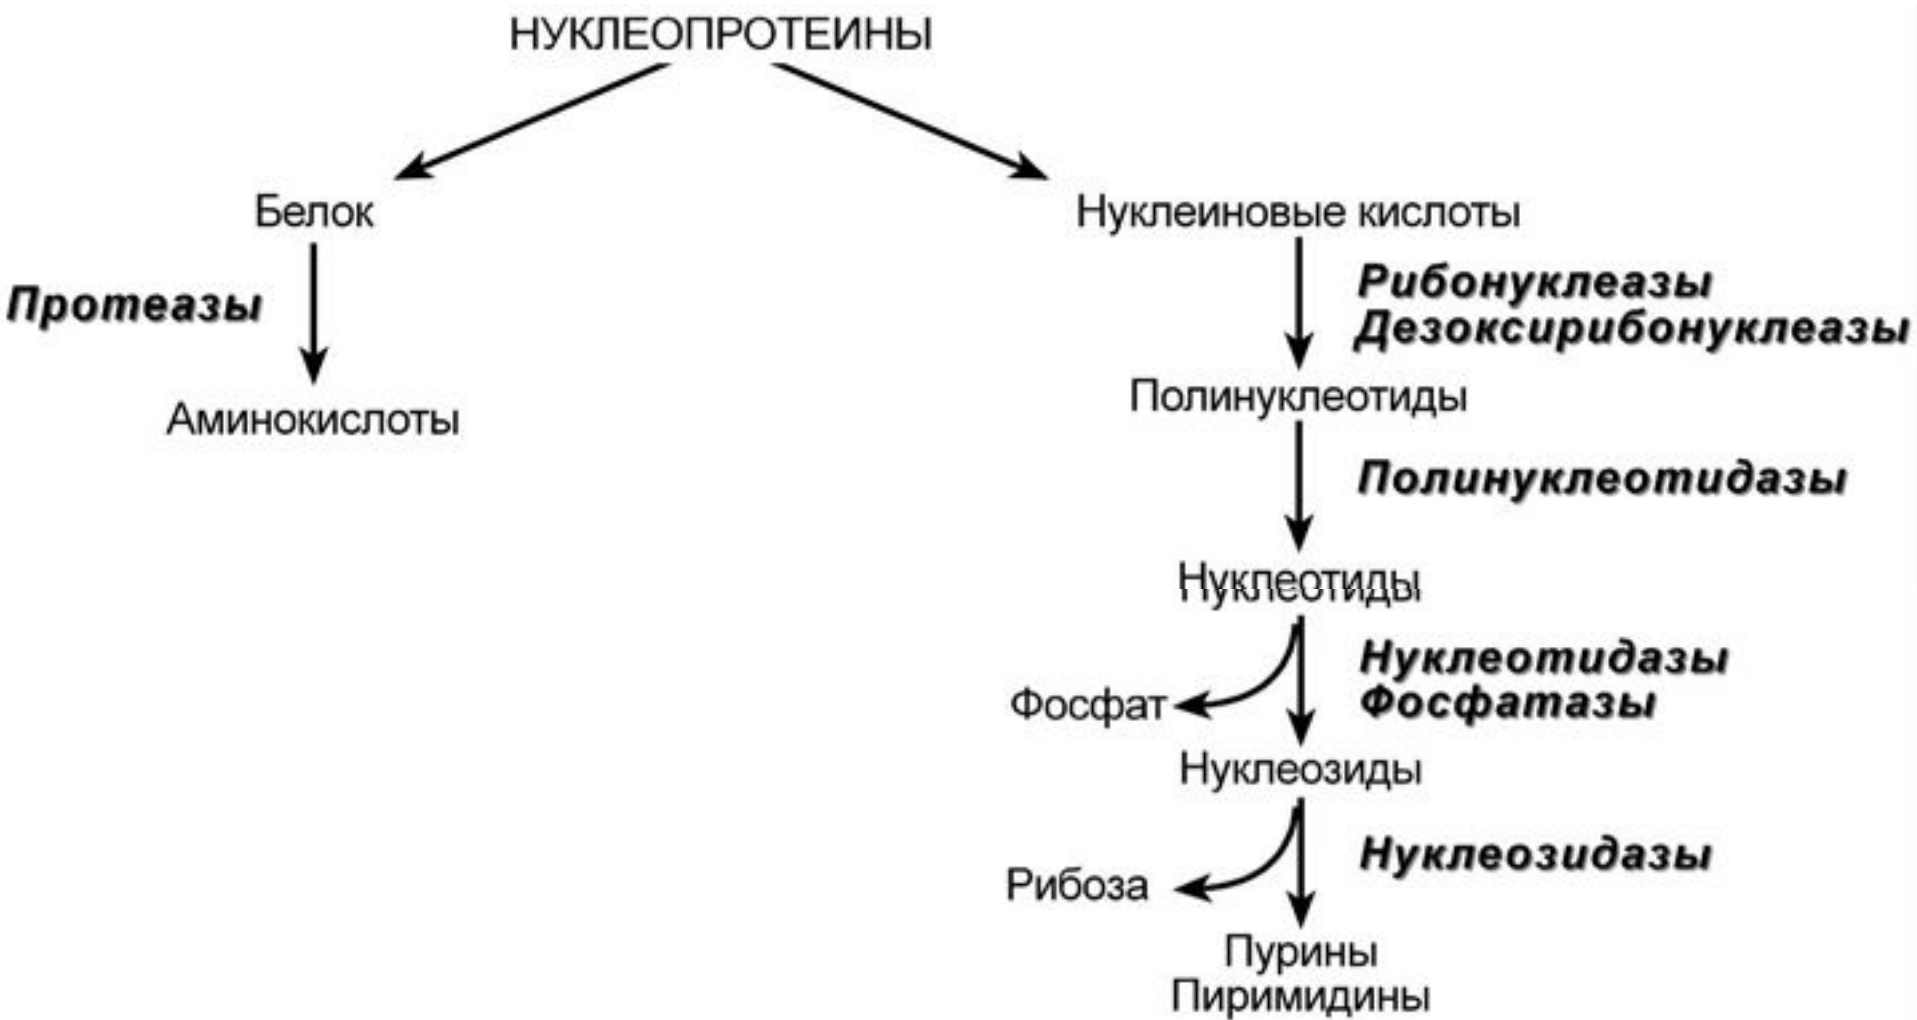 НУКЛЕОПРОТЕИНЫ
Белок
Нуклеиновые кислоты
Протеазы
Рибонуклеазы
Дезоксирибонуклеазы
Аминокислоты
Полинуклеотиды
Полинуклеотидазы
Нуклеотиды
Нуклеотидазы
Фосфатазы
Фосфат
Нуклеозиды
Нуклеозидазы
Рибоза
Пурины
Пиримидины